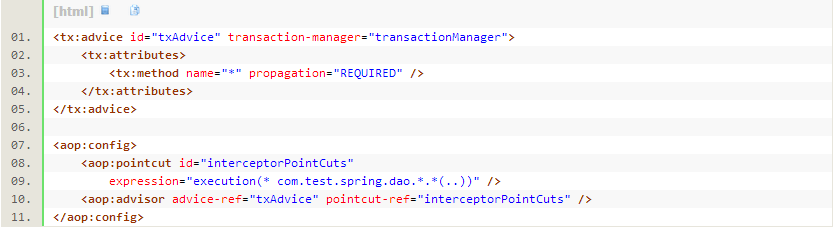 [html]
01. <tx:advice id="txAdvice" transaction-manager="transactionManager">
02.     <tx:attributes>
03.         <tx:method name="*" propagation="REQUIRED" />
04.     </tx:attributes>
05. </tx:advice>
06.
07. <aop:config>
08.     <aop:pointcut id="interceptorPointCuts"
09.         expression="execution(* com.test.spring.dao.*.*(..))" />
10.     <aop:advisor advice-ref="txAdvice" pointcut-ref="interceptorPointCuts" />
11. </aop:config>